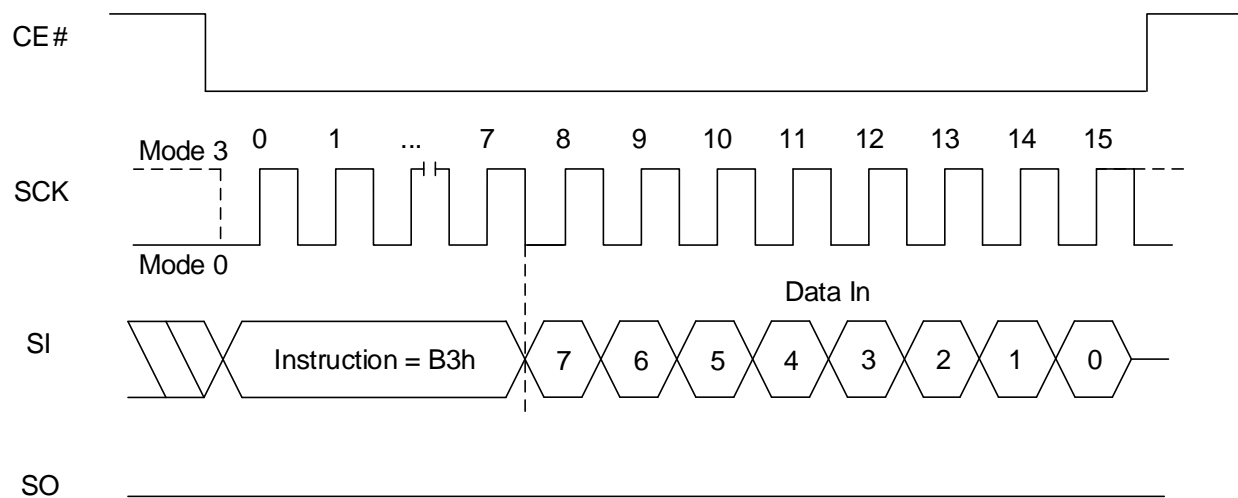 CE#
0 1 ... 7 8 9 10 11 12 13 14 15
Mode 3
SCK
Mode 0
Data In
SI
Instruction = B3h 7 6 5 4 3 2 1 0
SO